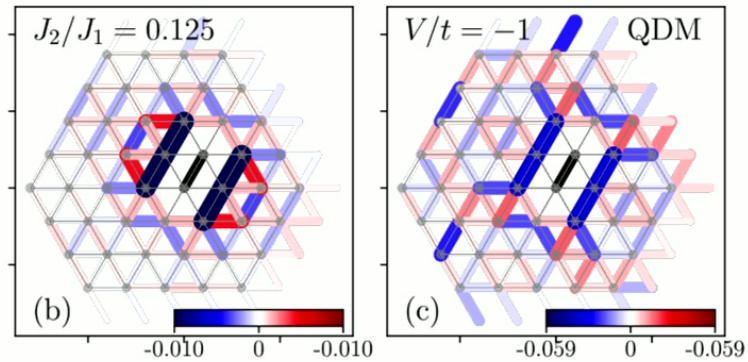 J₂/J₁ = 0.125
(b)
-0.010 0 -0.010
V/t = −1 QDM
(c)
-0.059 0 0.059